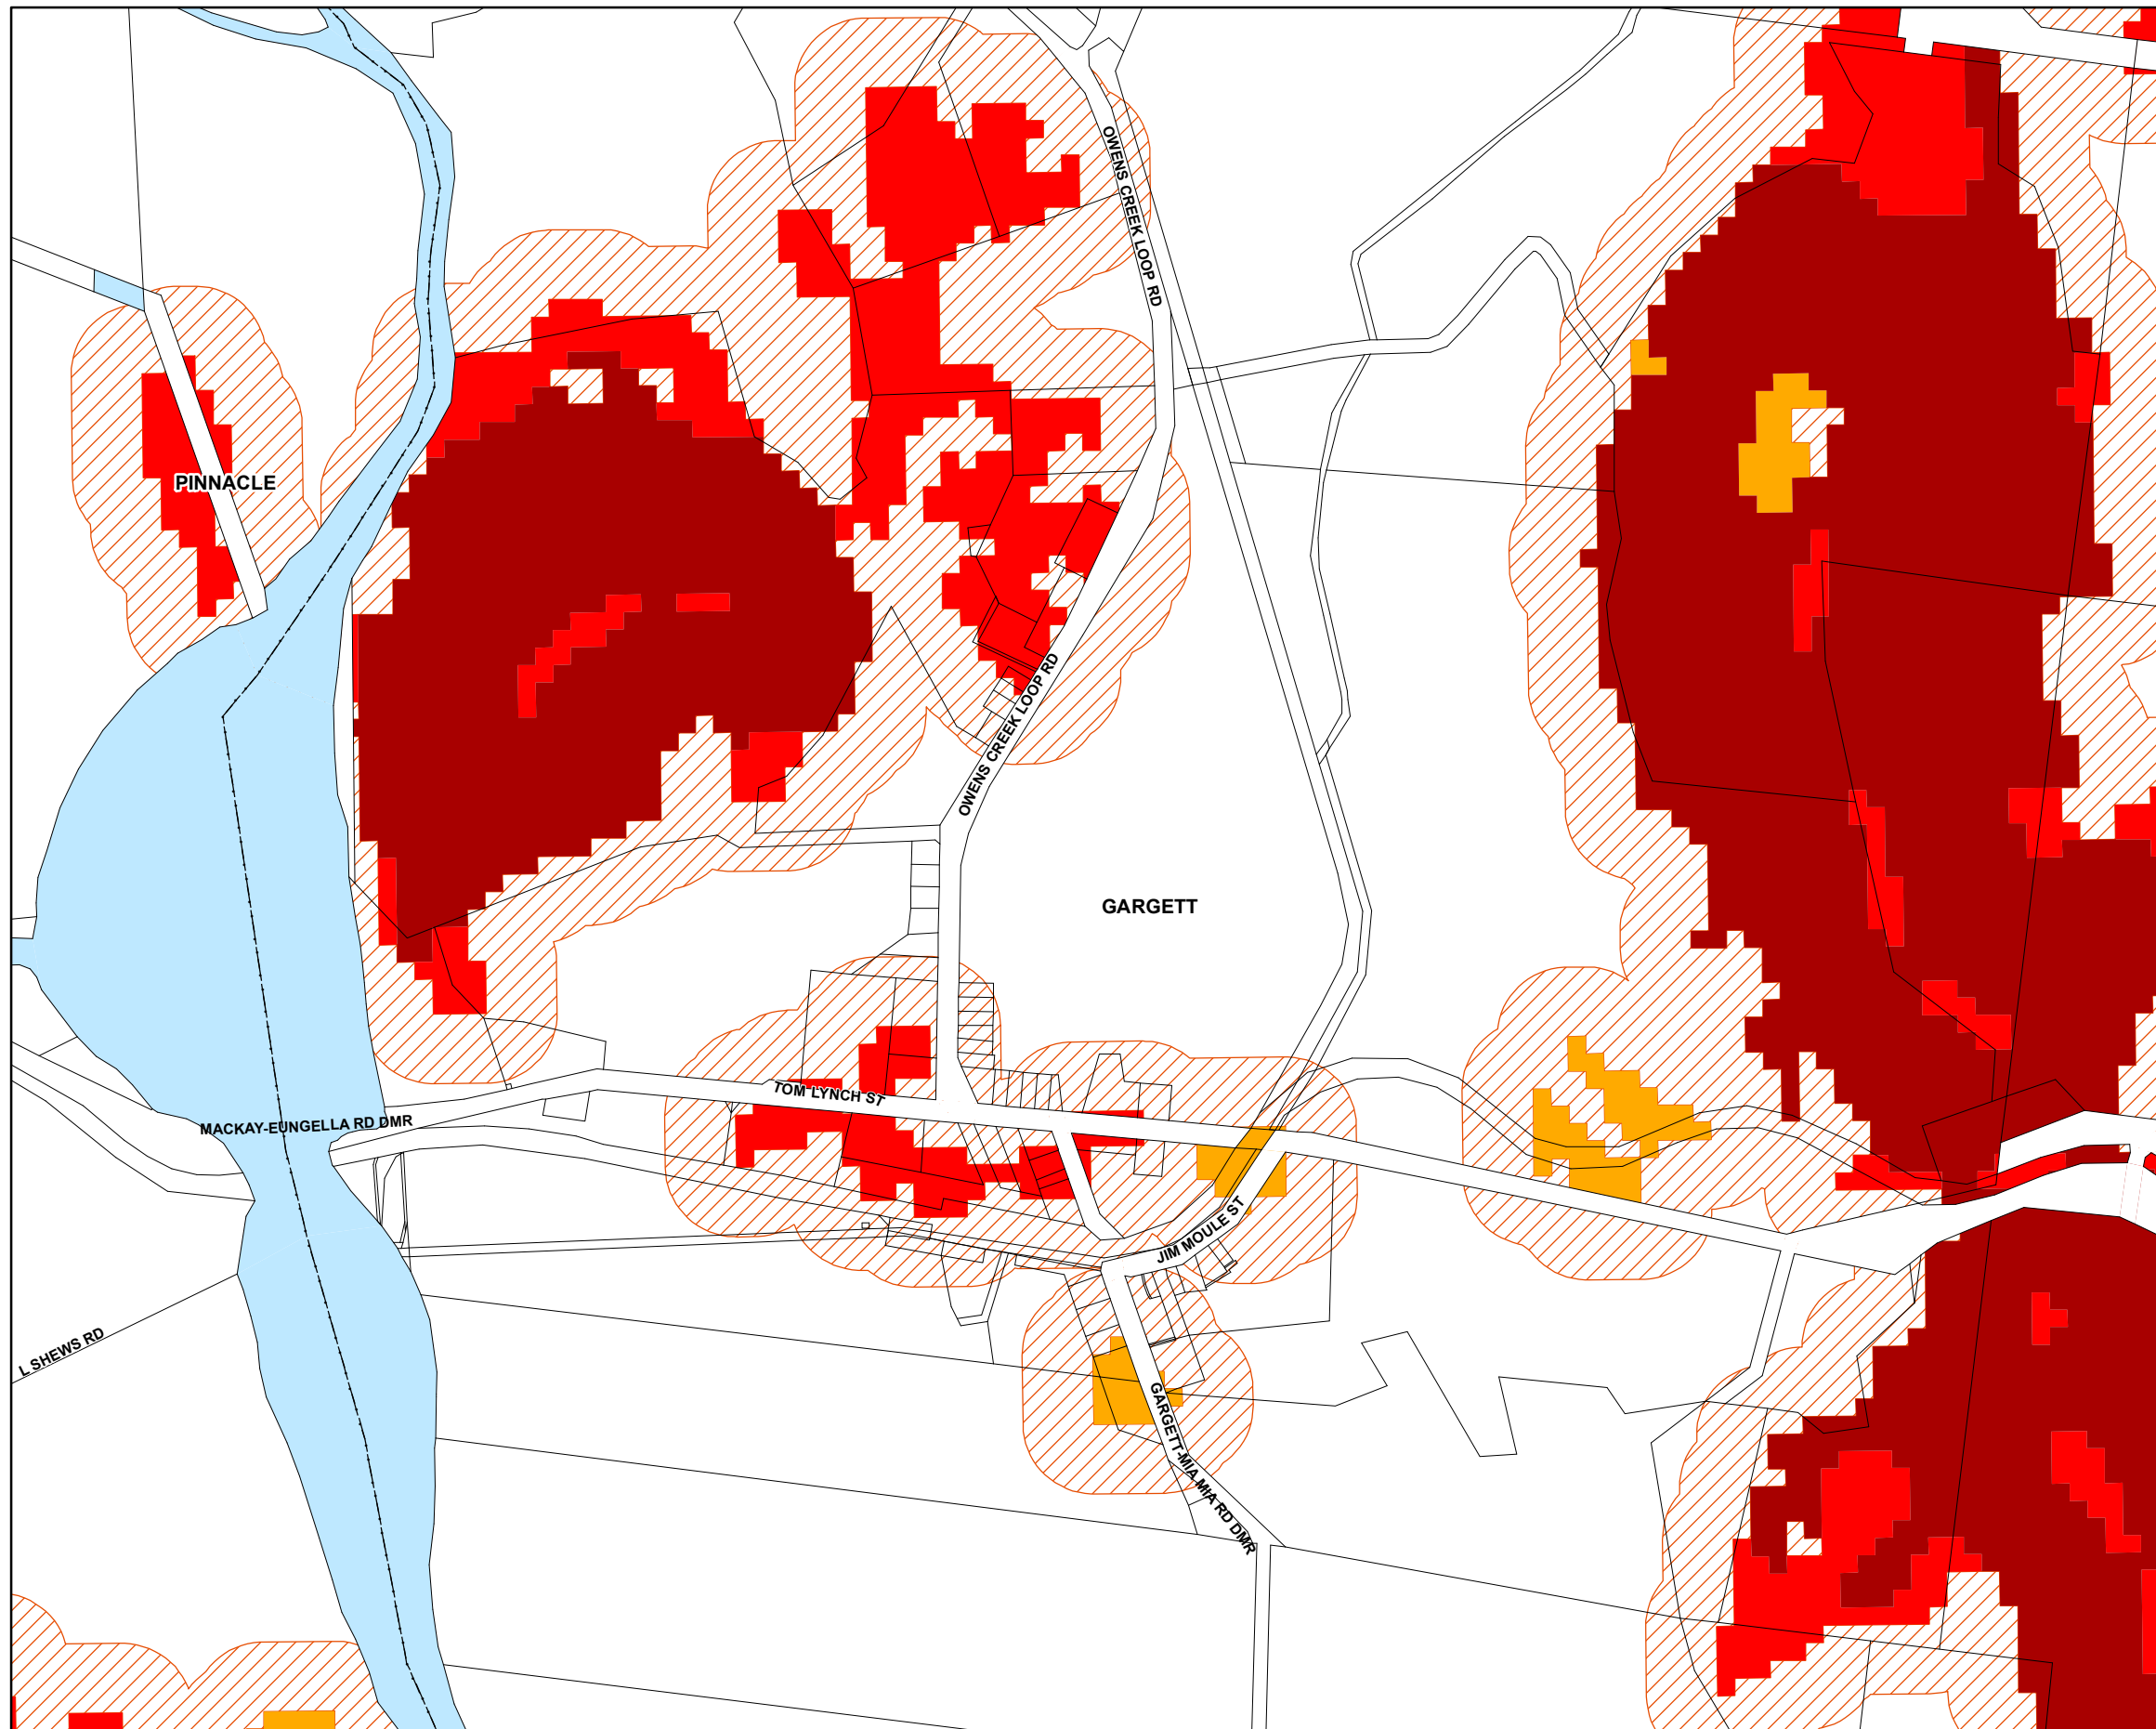 OWENS CREEK LOOP RD
PINNACLE
OWENS CREEK LOOP RD
GARGETT
TOM LYNCH ST
MACKAY-EUNGELLA RD DMR
JIM MOULE ST
L SHEWS RD
GARGETT-MIA MIA RD DMR